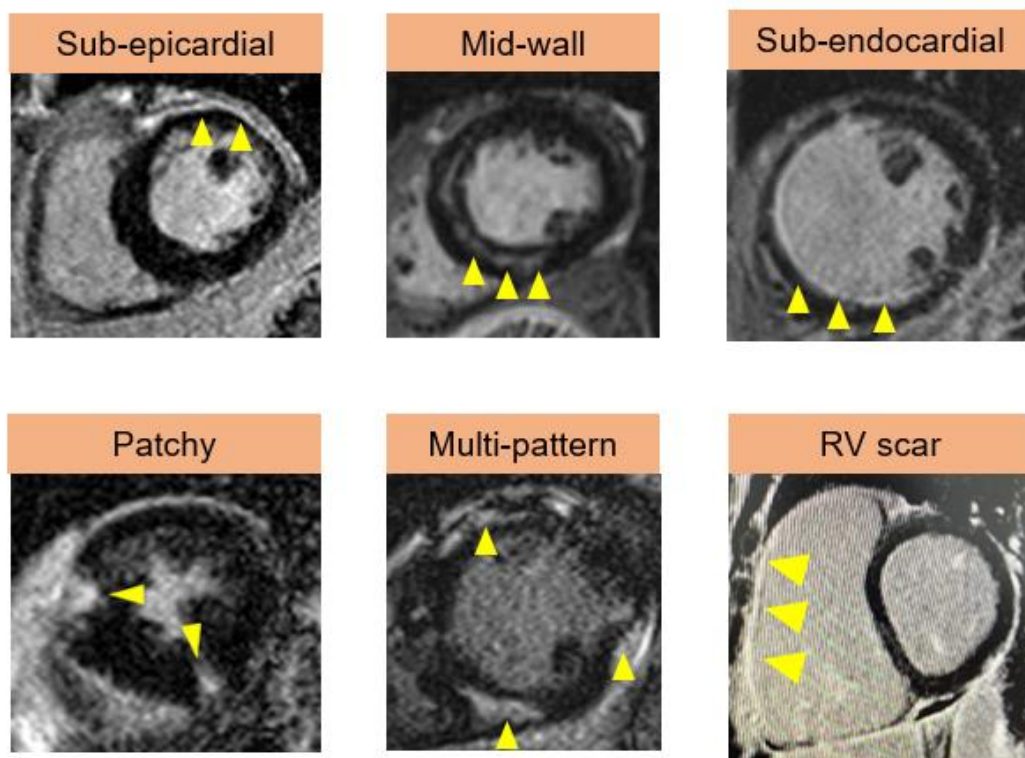 Sub-epicardial
Mid-wall
Sub-endocardial
Patchy
Multi-pattern
RV scar